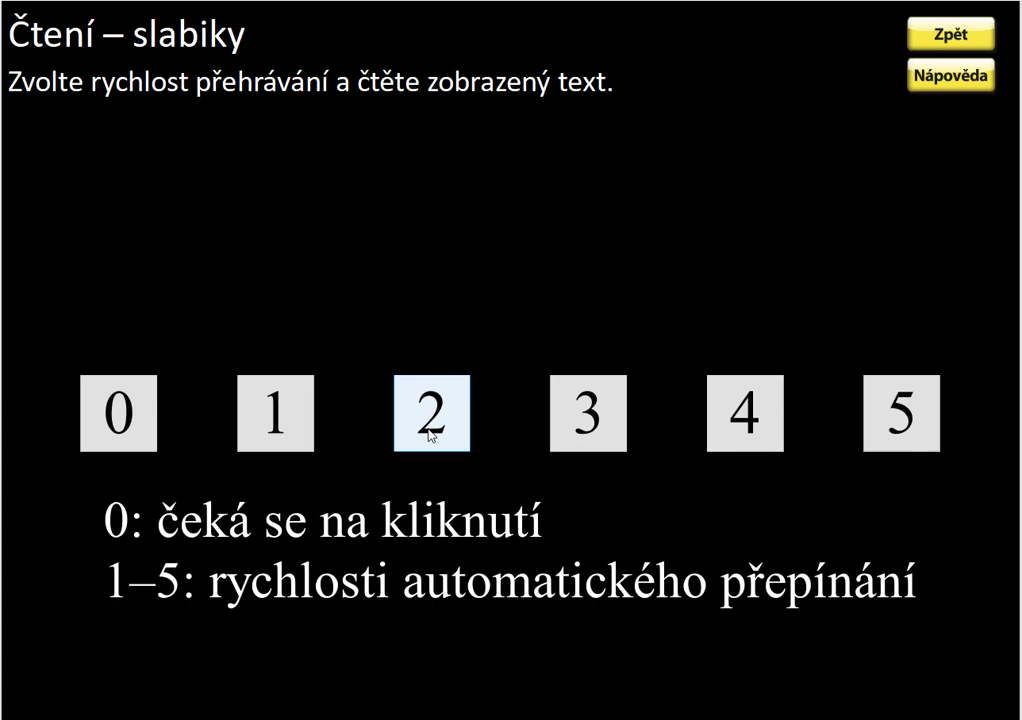 Čtení – slabiky
Zpět
Zvolte rychlost přehrávání a čtěte zobrazený text.
Nápověda
0 1 2 3 4 5
0: čeká se na kliknutí
1–5: rychlosti automatického přepínání